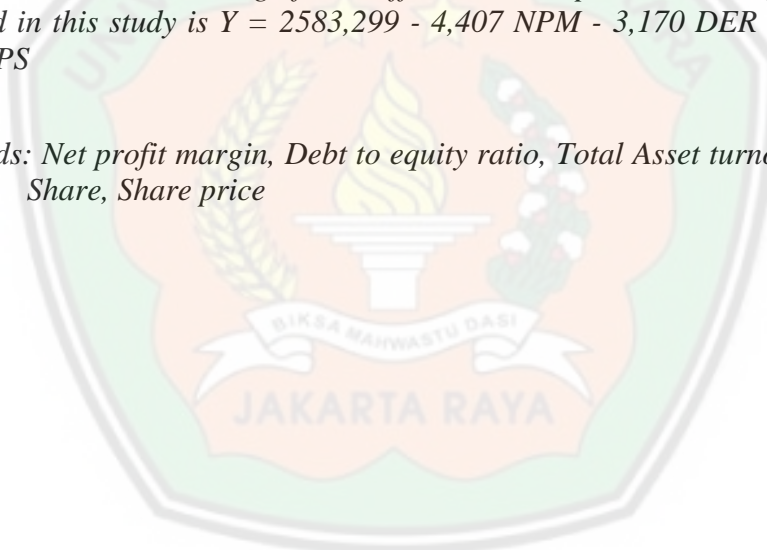 d in this study is Y = 2583,299 - 4,407 NPM - 3,170 DER
PS
ds: Net profit margin, Debt to equity ratio, Total Asset turno
Share, Share price
BIKSA MAHWASTU DASI
JAKARTA RAYA